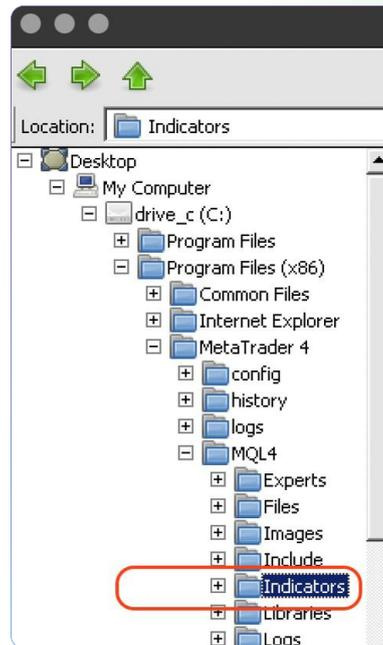 Location: Indicators
Desktop
My Computer
drive_c (C:)
Program Files
Program Files (x86)
Common Files
Internet Explorer
MetaTrader 4
config
history
logs
MQL4
Experts
Files
Images
Include
Indicators
Libraries
Logs